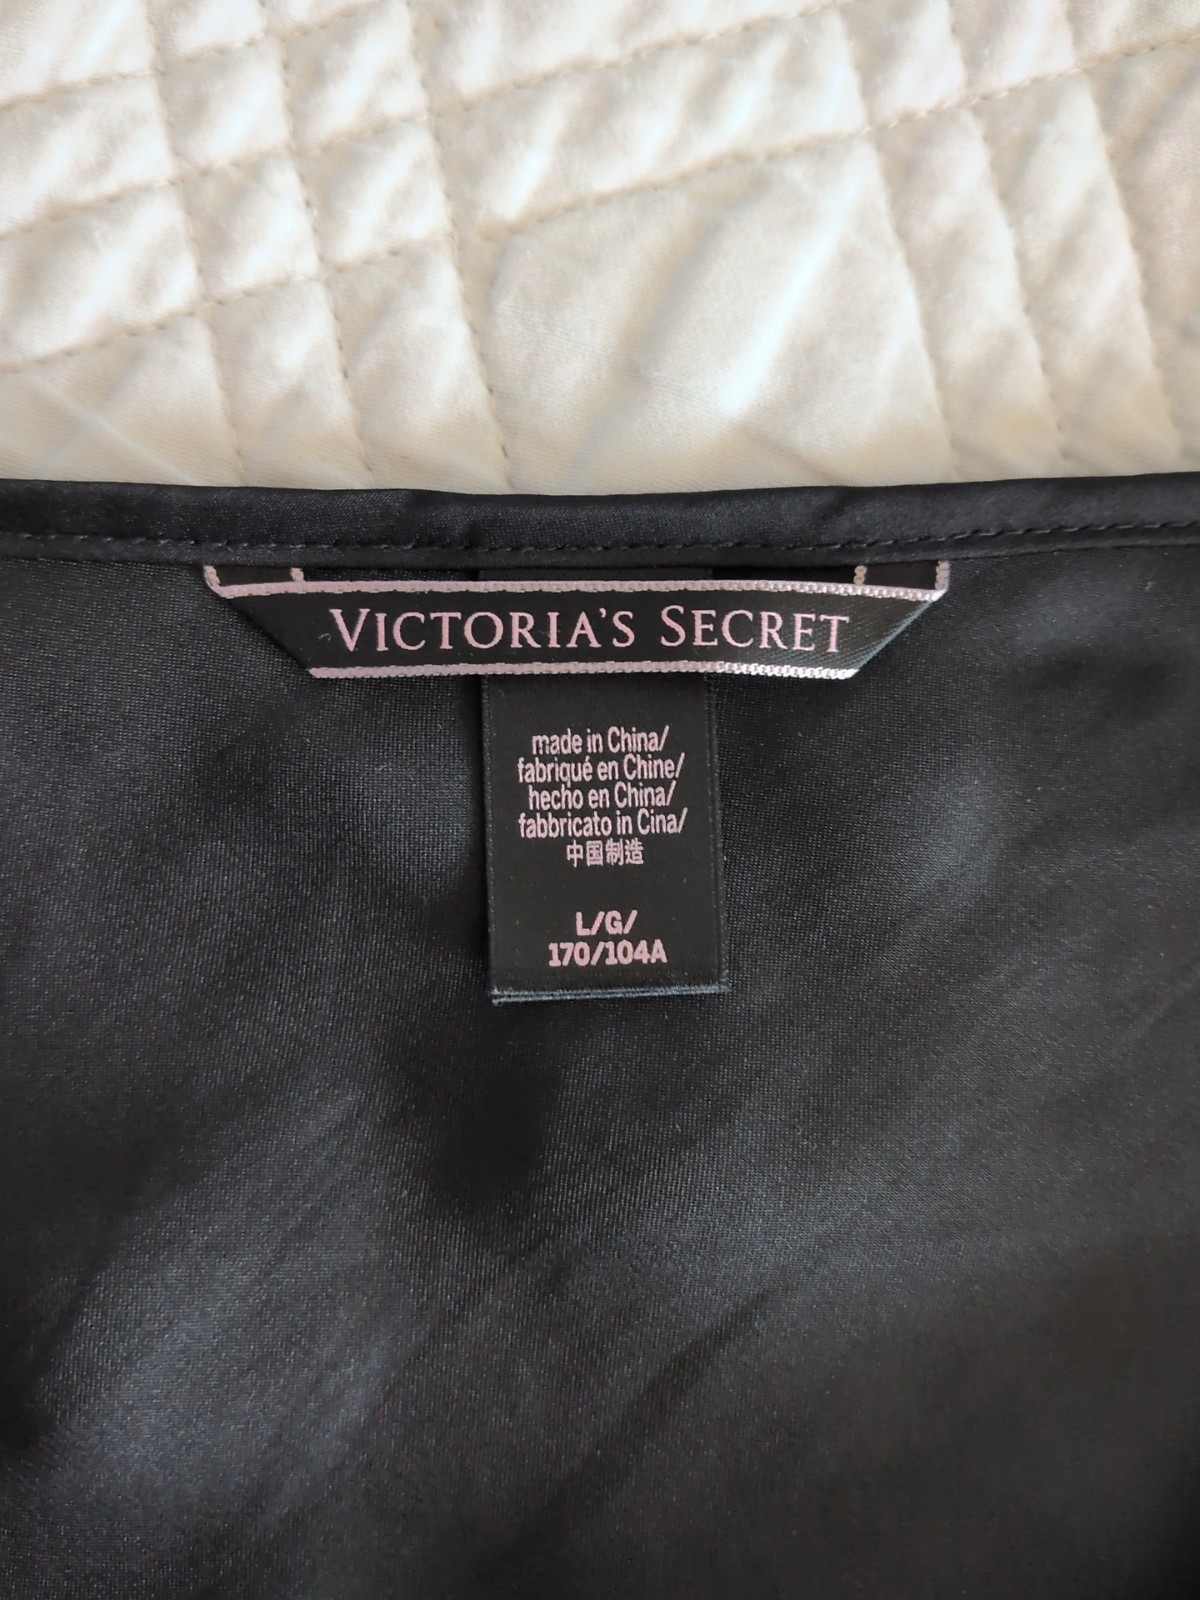 VICTORIA'S SECRET
made in China/
fabriqué en Chine/
hecho en China/
fabbricato in Cina/
中国制造
L/G/
170/104A